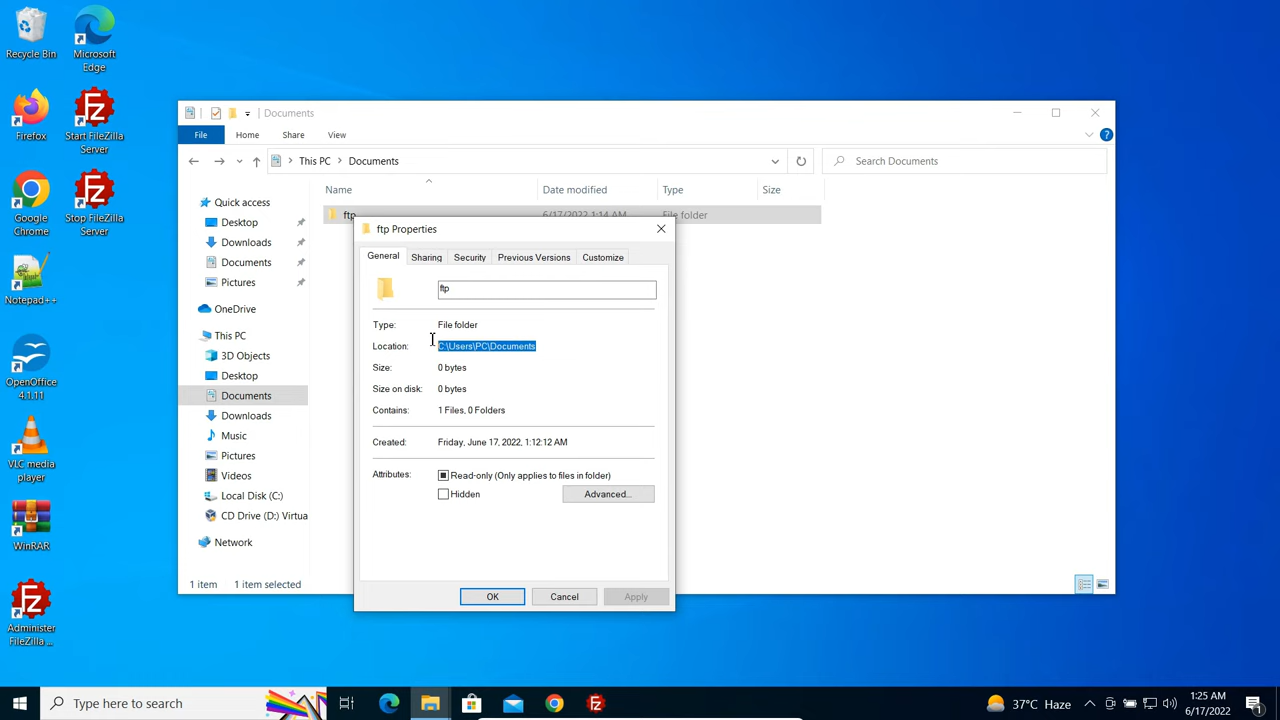 Recycle Bin
Microsoft
Edge
Firefox
Start FileZilla
Server
Google
Chrome
Stop FileZilla
Server
Notepad++
OpenOffice
4.1.11
VLC media
player
WinRAR
Administer
FileZilla ...
Documents
File Home Share View
This PC > Documents
Search Documents
Name Date modified Type Size
Quick access
Desktop
Downloads
Documents
Pictures
OneDrive
This PC
3D Objects
Desktop
Documents
Downloads
Music
Pictures
Videos
Local Disk (C:)
CD Drive (D:) Virtua
Network
ftp 6/17/2022 1:14 AM File folder
1 item 1 item selected
ftp Properties
General Sharing Security Previous Versions Customize
ftp
Type: File folder
Location: C:\Users\PC\Documents
Size: 0 bytes
Size on disk: 0 bytes
Contains: 1 Files, 0 Folders
Created: Friday, June 17, 2022, 1:12:12 AM
Attributes: Read-only (Only applies to files in folder)
Hidden Advanced...
OK Cancel Apply
Type here to search
37°C Haze
1:25 AM
6/17/2022
1